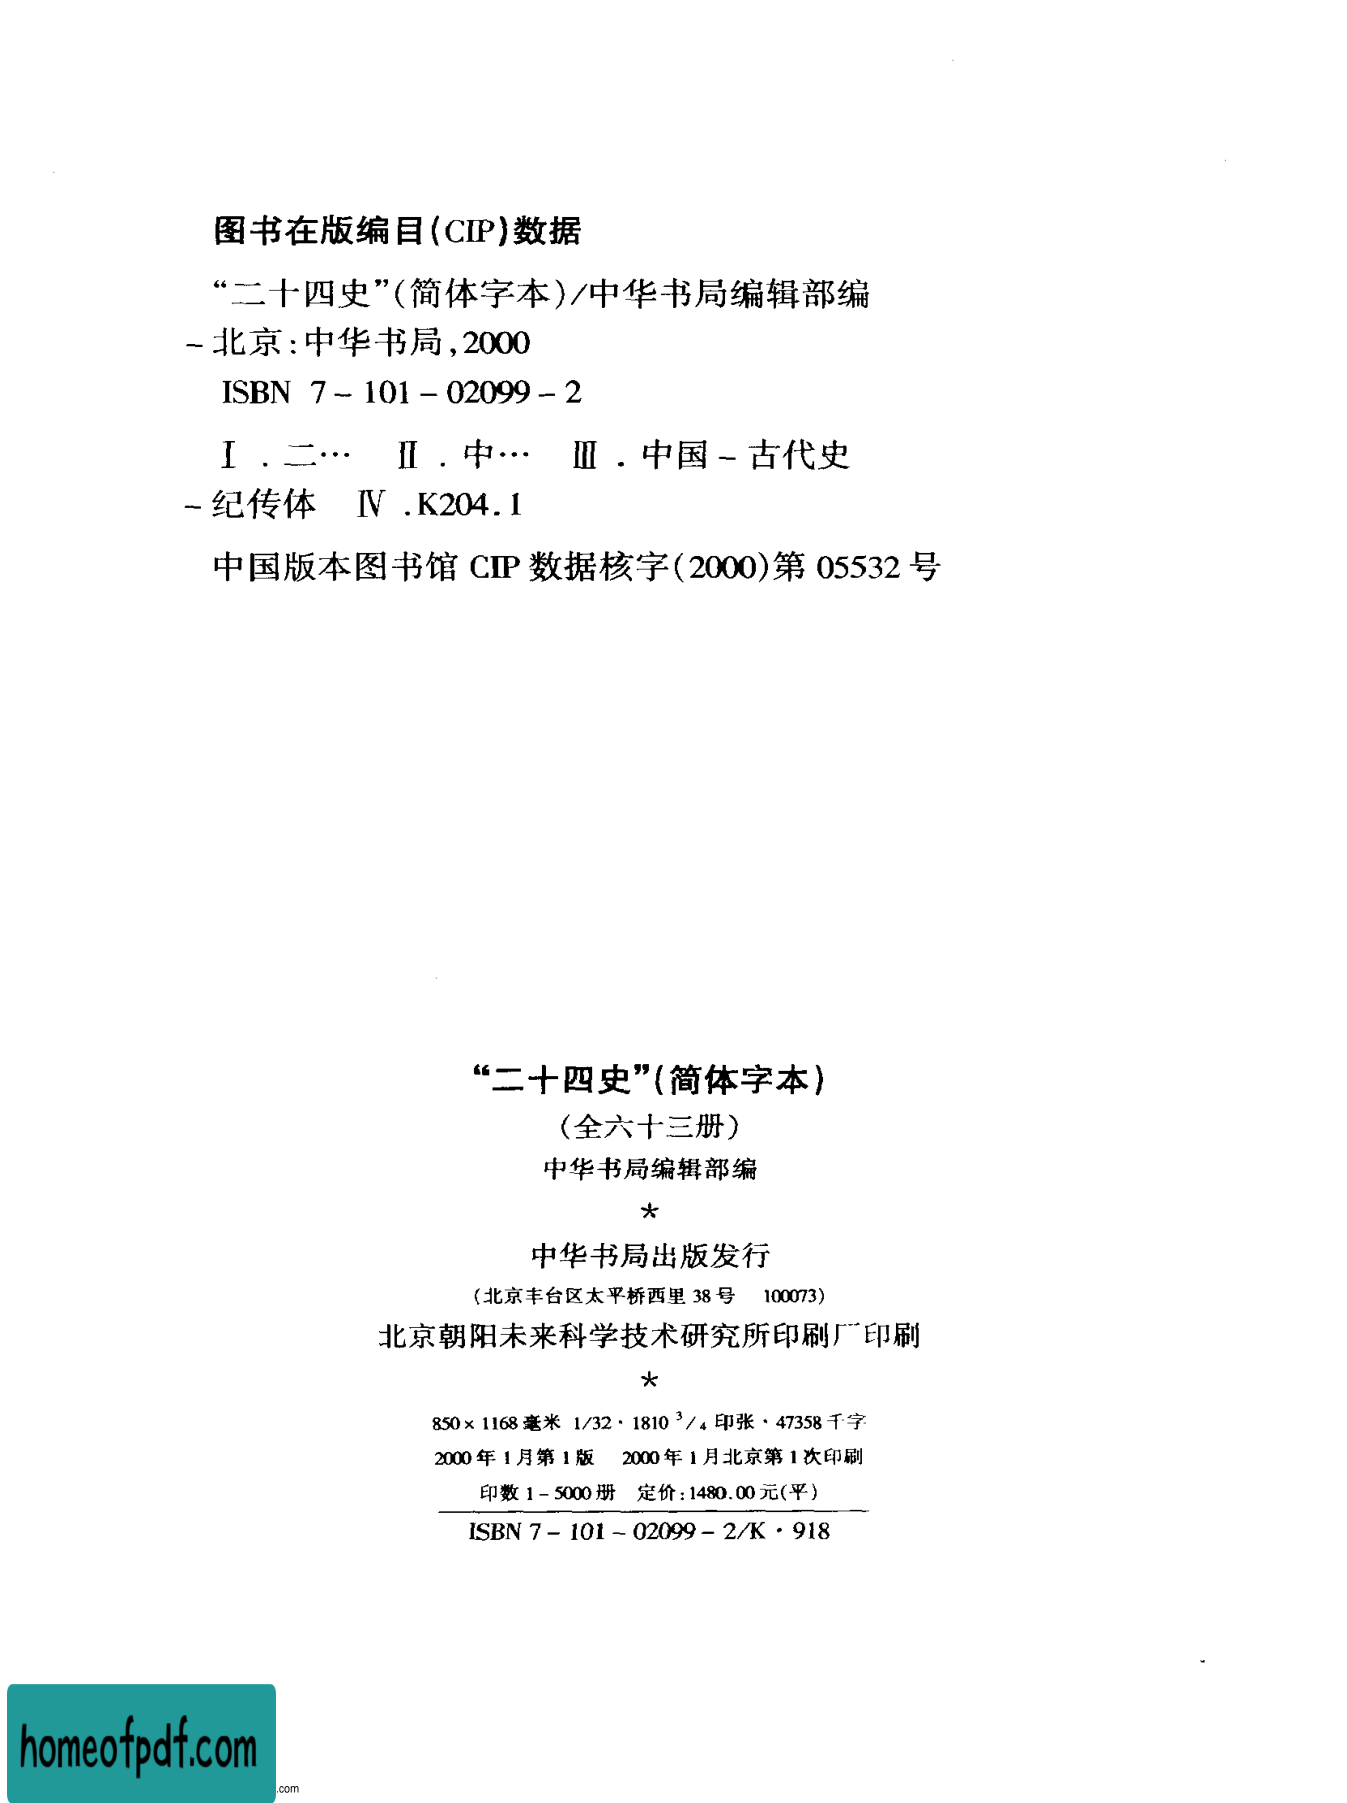 图书在版编目(CIP)数据
“二十四史”(简体字本)/中华书局编辑部编
-北京:中华书局,2000
ISBN 7-101-02099-2
Ⅰ.二… Ⅱ.中… Ⅲ.中国-古代史
-纪传体 Ⅳ.K204.1
中国版本图书馆 CIP 数据核字(2000)第 05532 号
“二十四史”(简体字本)
(全六十三册)
中华书局编辑部编
*
中华书局出版发行
(北京丰台区太平桥西里 38 号 100073)
北京朝阳未来科学技术研究所印刷厂印刷
*
850×1168 毫米 1/32·1810 3/4 印张·47358 千字
2000 年 1 月第 1 版 2000 年 1 月北京第 1 次印刷
印数 1-5000 册 定价:1480.00 元(平)
ISBN 7-101-02099-2/K·918
homeofpdf.com
.com